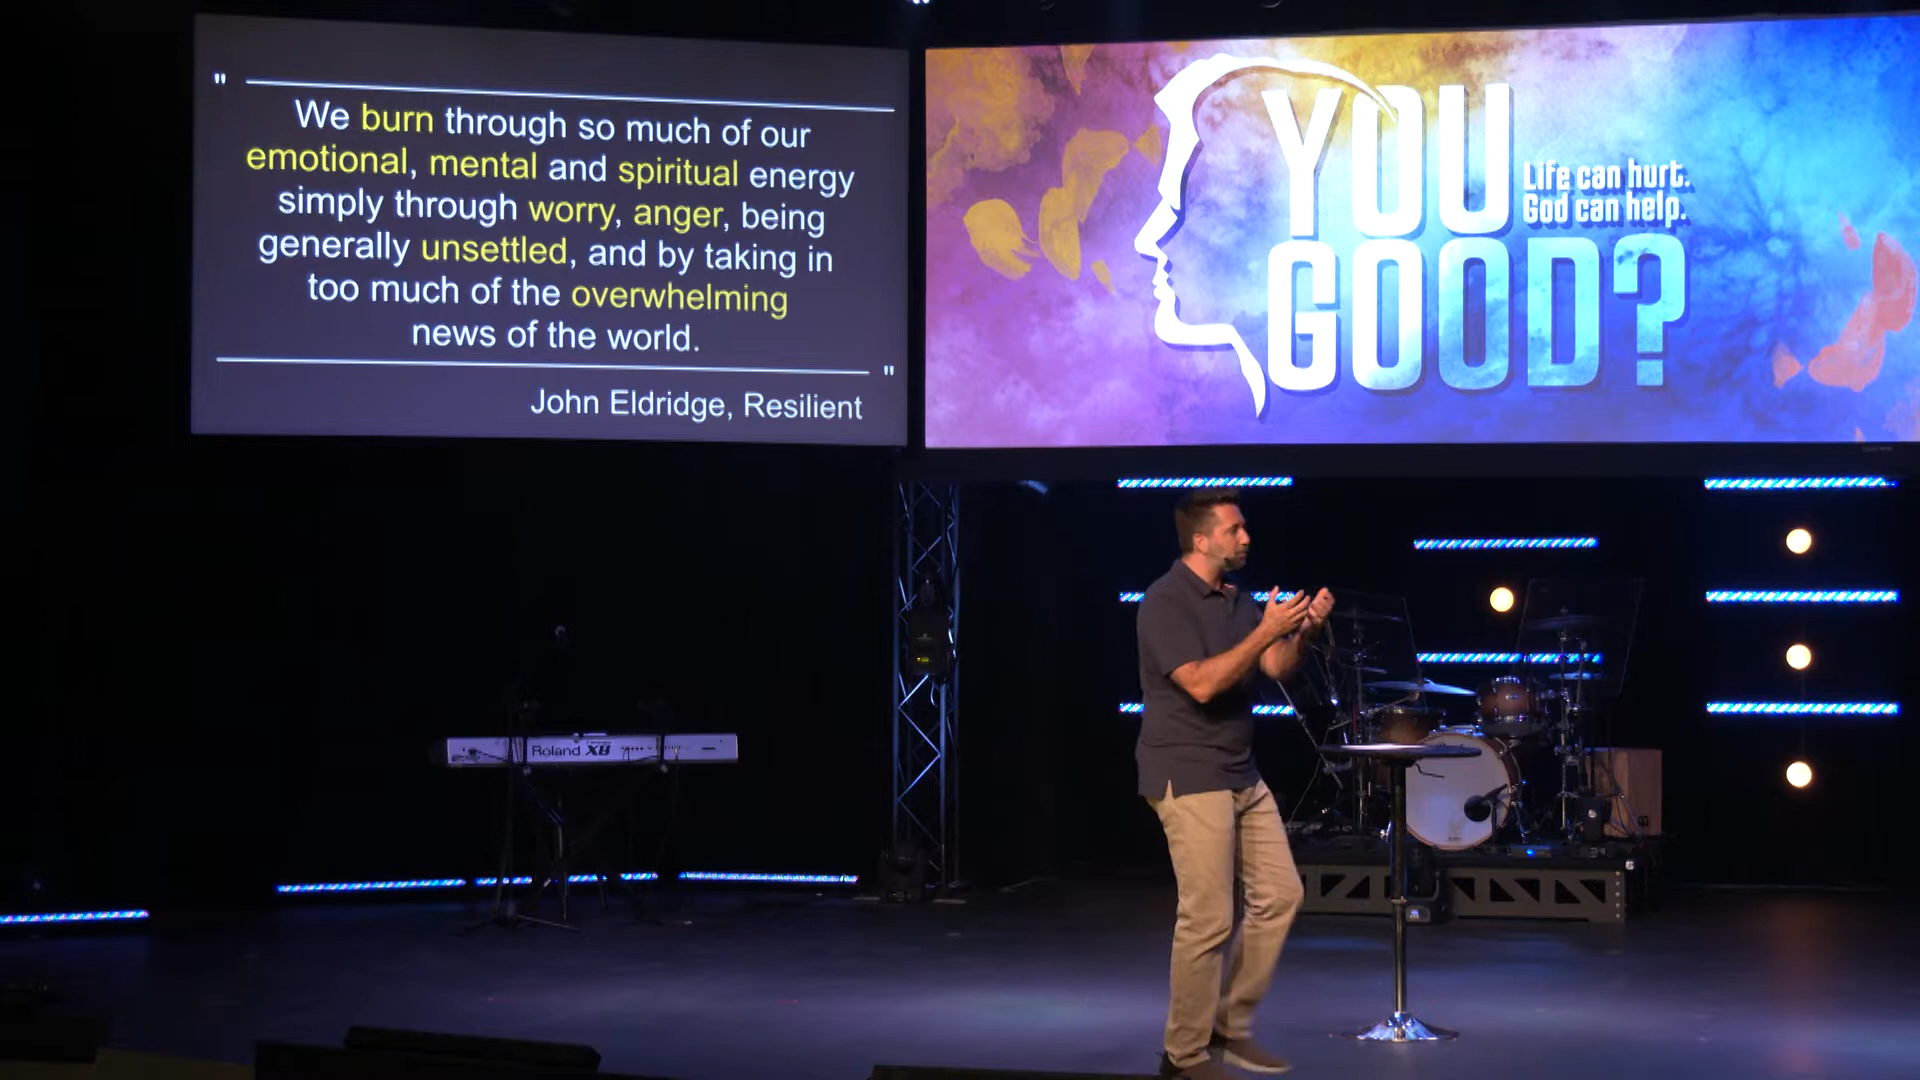 "
We burn through so much of our
emotional, mental and spiritual energy
simply through worry, anger, being
generally unsettled, and by taking in
too much of the overwhelming
news of the world.
"
John Eldridge, Resilient
YOU
Life can hurt.
God can help.
GOOD?
Roland X8